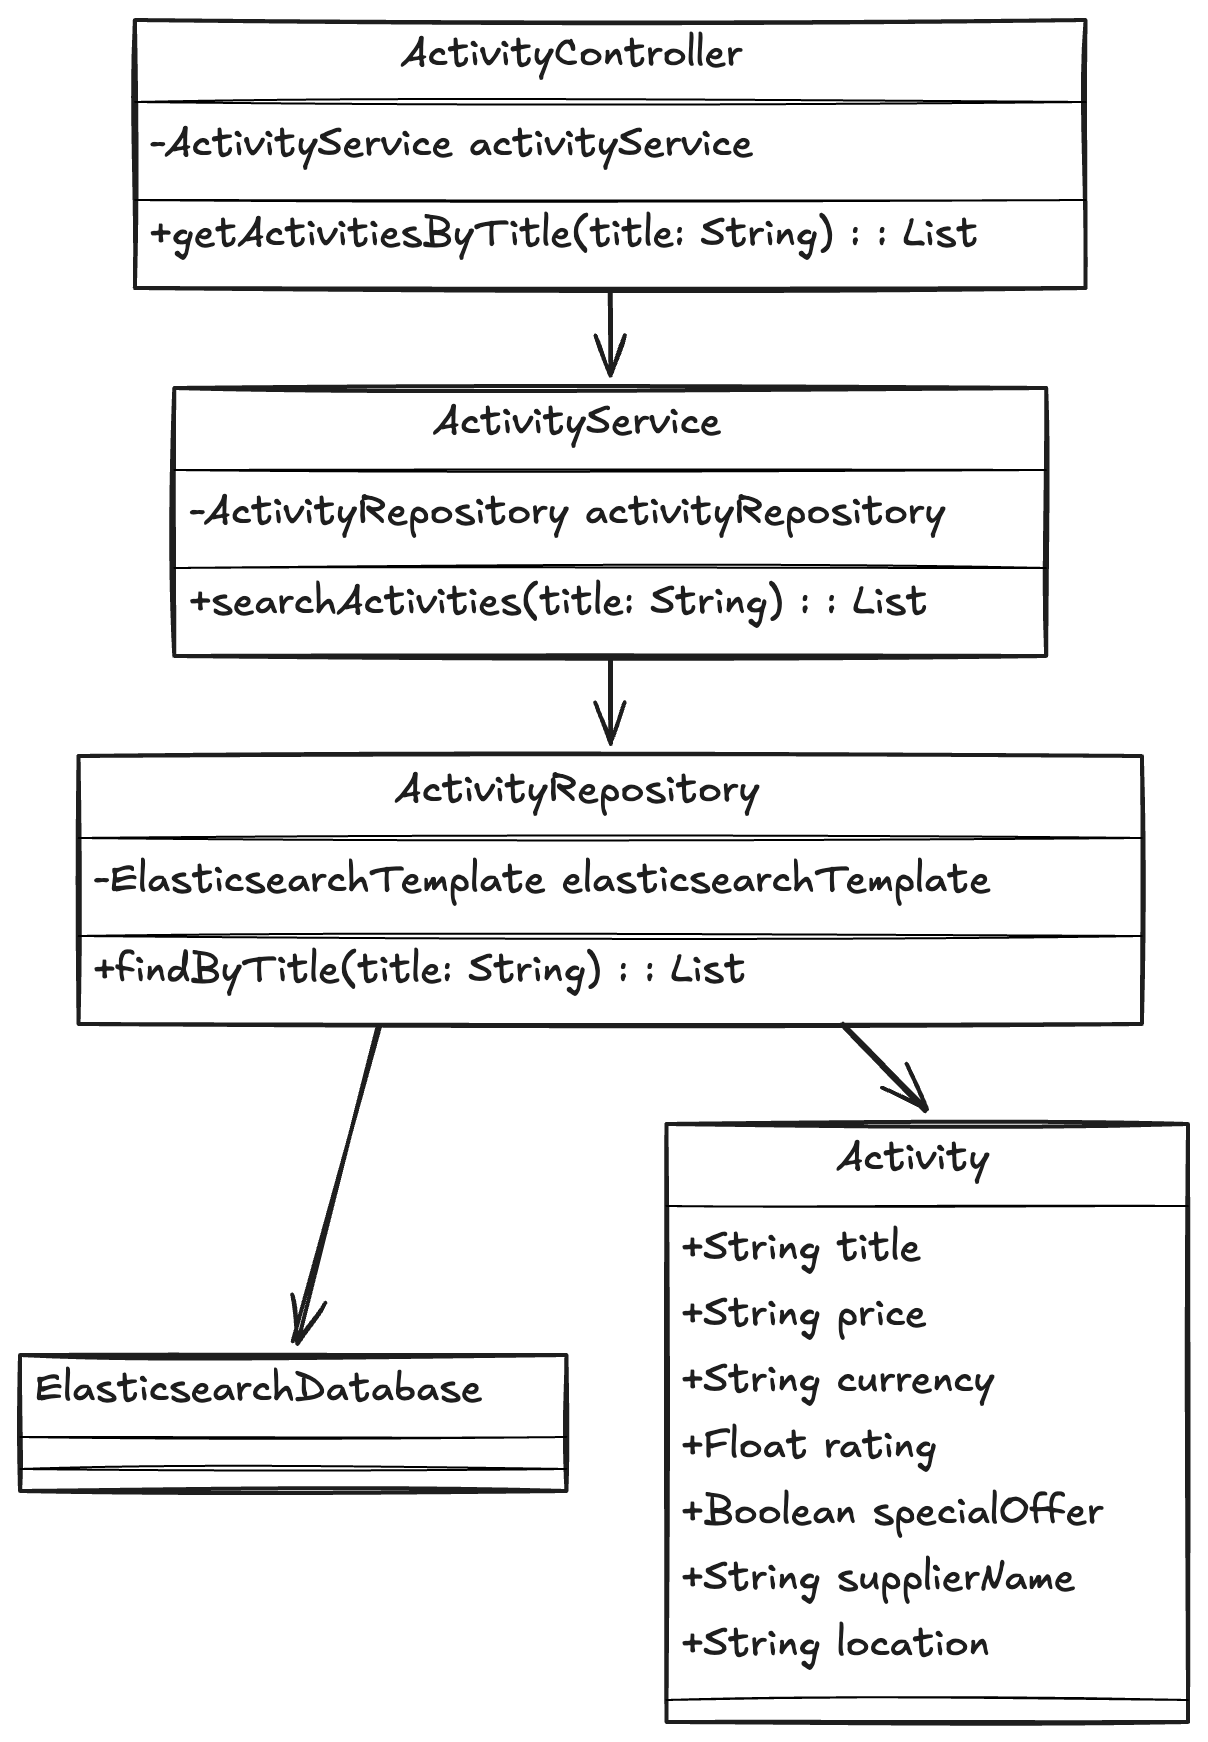 ActivityController
-ActivityService activityService
+getActivitiesByTitle(title: String) : : List
ActivityService
-ActivityRepository activityRepository
+searchActivities(title: String) : : List
ActivityRepository
-ElasticsearchTemplate elasticsearchTemplate
+findByTitle(title: String) : : List
ElasticsearchDatabase
Activity
+String title
+String price
+String currency
+Float rating
+Boolean specialOffer
+String supplierName
+String location